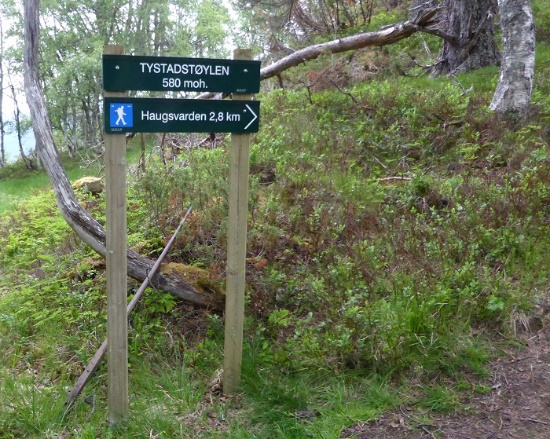 TYSTADSTØYLEN
580 moh.
Haugsvarden 2,8 km